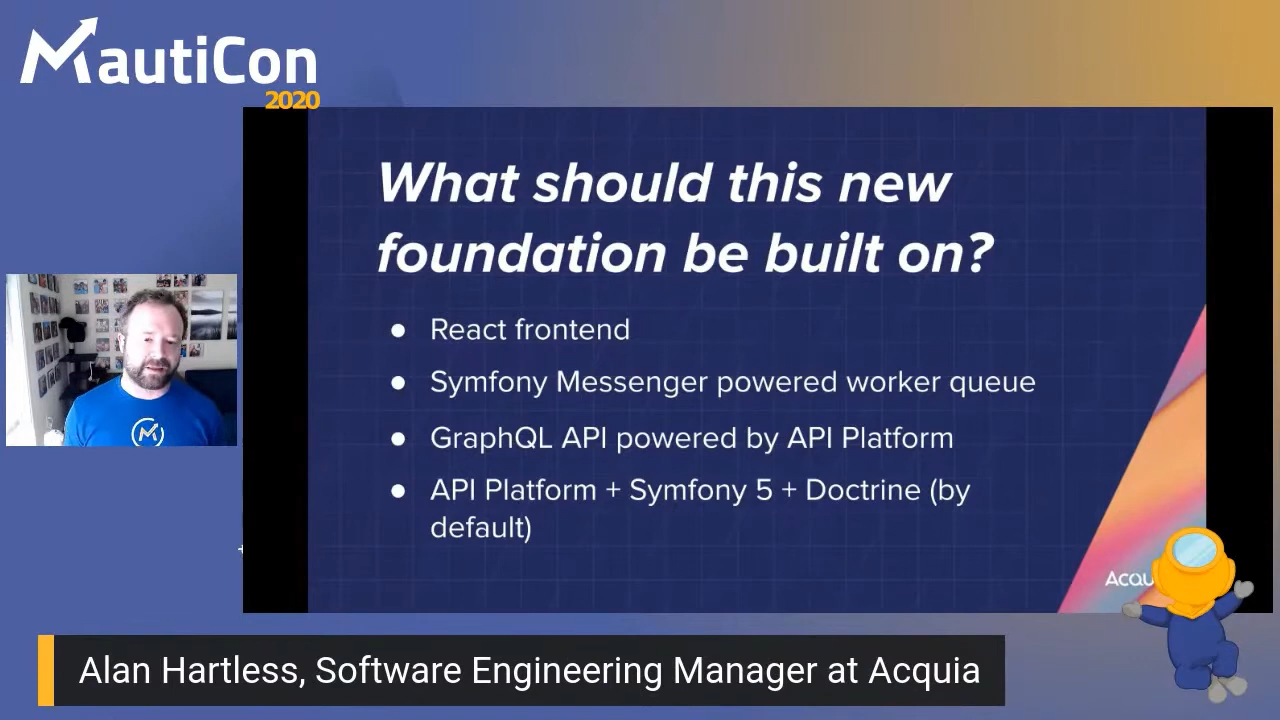 MautiCon
2020
What should this new
foundation be built on?
● React frontend
● Symfony Messenger powered worker queue
● GraphQL API powered by API Platform
● API Platform + Symfony 5 + Doctrine (by
default)
Alan Hartless, Software Engineering Manager at Acquia